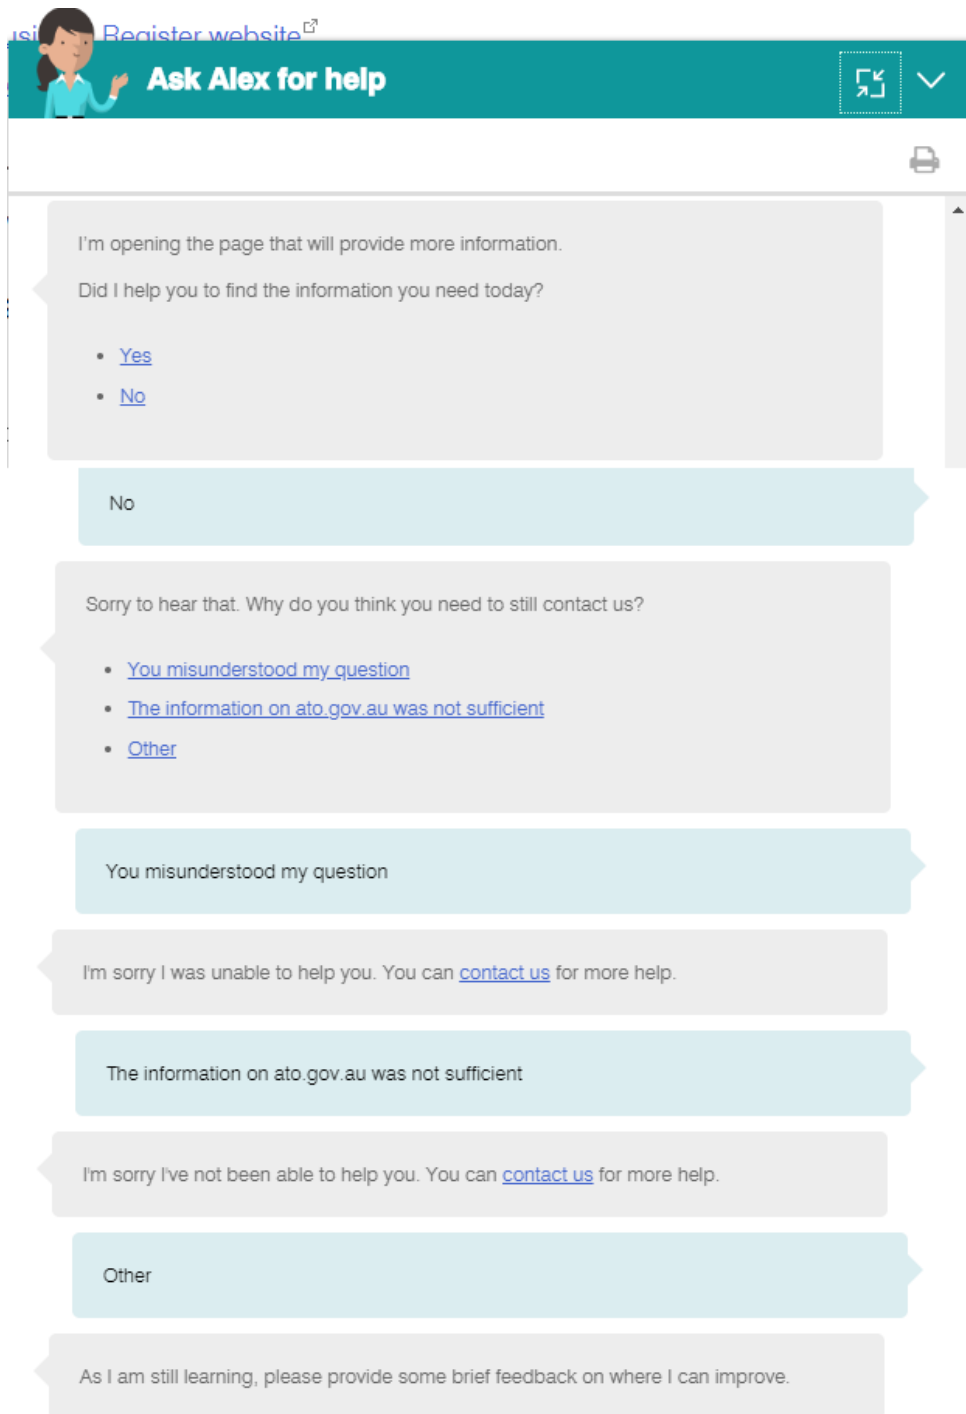 Register website
Ask Alex for help
I'm opening the page that will provide more information.
Did I help you to find the information you need today?
• Yes
• No
No
Sorry to hear that. Why do you think you need to still contact us?
• You misunderstood my question
• The information on ato.gov.au was not sufficient
• Other
You misunderstood my question
I'm sorry I was unable to help you. You can contact us for more help.
The information on ato.gov.au was not sufficient
I'm sorry I've not been able to help you. You can contact us for more help.
Other
As I am still learning, please provide some brief feedback on where I can improve.